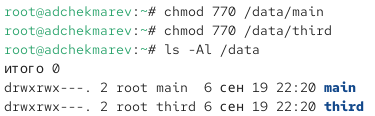 root@adchekmarev:~# chmod 770 /data/main
root@adchekmarev:~# chmod 770 /data/third
root@adchekmarev:~# ls -Al /data
итого 0
drwxrwx---. 2 root main  6 сен 19 22:20 main
drwxrwx---. 2 root third 6 сен 19 22:20 third